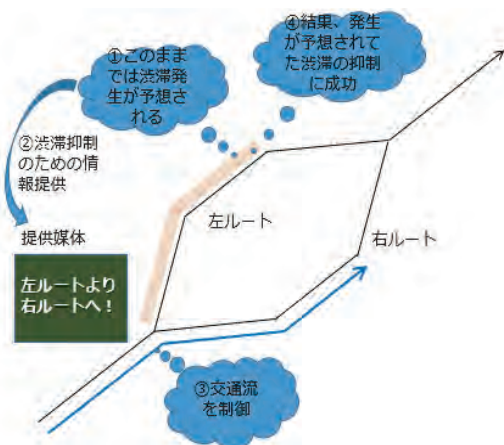 ①このまま
では渋滞発
生が予想さ
れる
④結果、発生
が予想されて
た渋滞の抑制
に成功
②渋滞抑制
のための情
報提供
提供媒体
左ルートより
右ルートへ！
左ルート
右ルート
③交通流
を制御